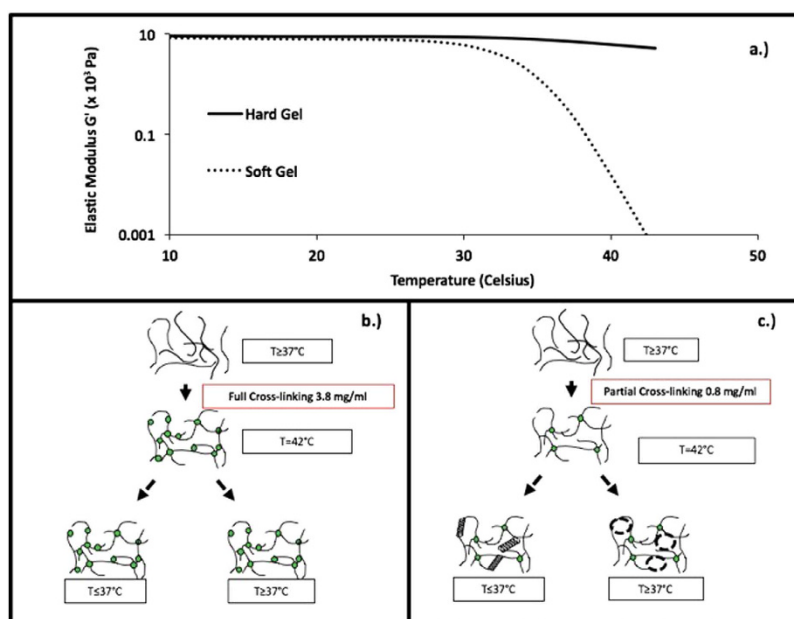 a.)
Elastic Modulus G' (x 10³ Pa)
10
0.1
0.001
Hard Gel
Soft Gel
10 20 30 40 50
Temperature (Celsius)
b.)
T≥37°C
Full Cross-linking 3.8 mg/ml
T=42°C
T≤37°C
T≥37°C
c.)
T≥37°C
Partial Cross-linking 0.8 mg/ml
T=42°C
T≤37°C
T≥37°C